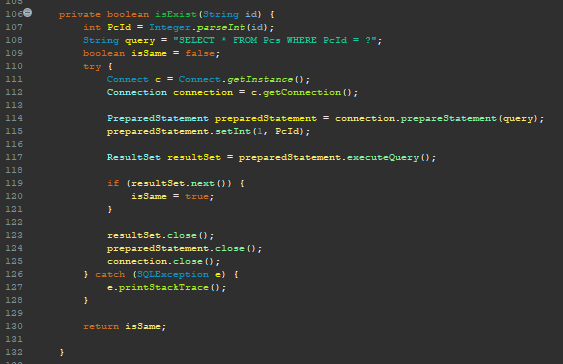 106 private boolean isExist(String id) {
107 int PcId = Integer.parseInt(id);
108 String query = "SELECT * FROM Pcs WHERE PcId = ?";
109 boolean isSame = false;
110 try {
111 Connect c = Connect.getInstance();
112 Connection connection = c.getConnection();
113
114 PreparedStatement preparedStatement = connection.prepareStatement(query);
115 preparedStatement.setInt(1, PcId);
116
117 ResultSet resultSet = preparedStatement.executeQuery();
118
119 if (resultSet.next()) {
120 isSame = true;
121 }
122
123 resultSet.close();
124 preparedStatement.close();
125 connection.close();
126 } catch (SQLException e) {
127 e.printStackTrace();
128 }
129
130 return isSame;
131
132 }